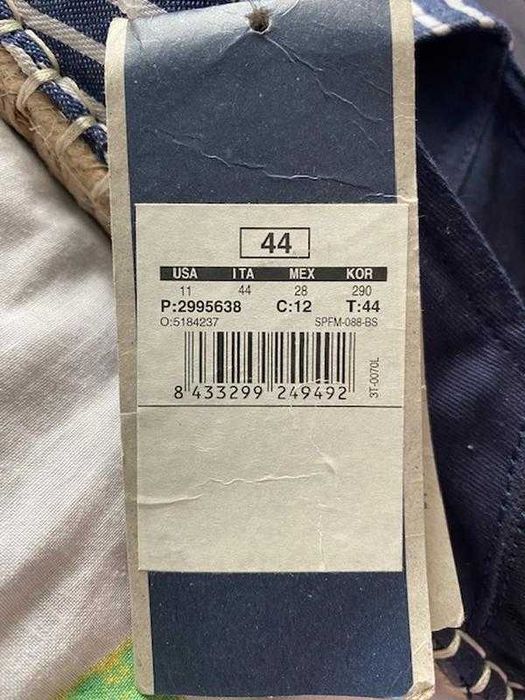 44
USA ITA MEX KOR
11 44 28 290
P:2995638 C:12 T:44
O:5184237 SPFM-088-BS
8 433299 249492
3T-0070L